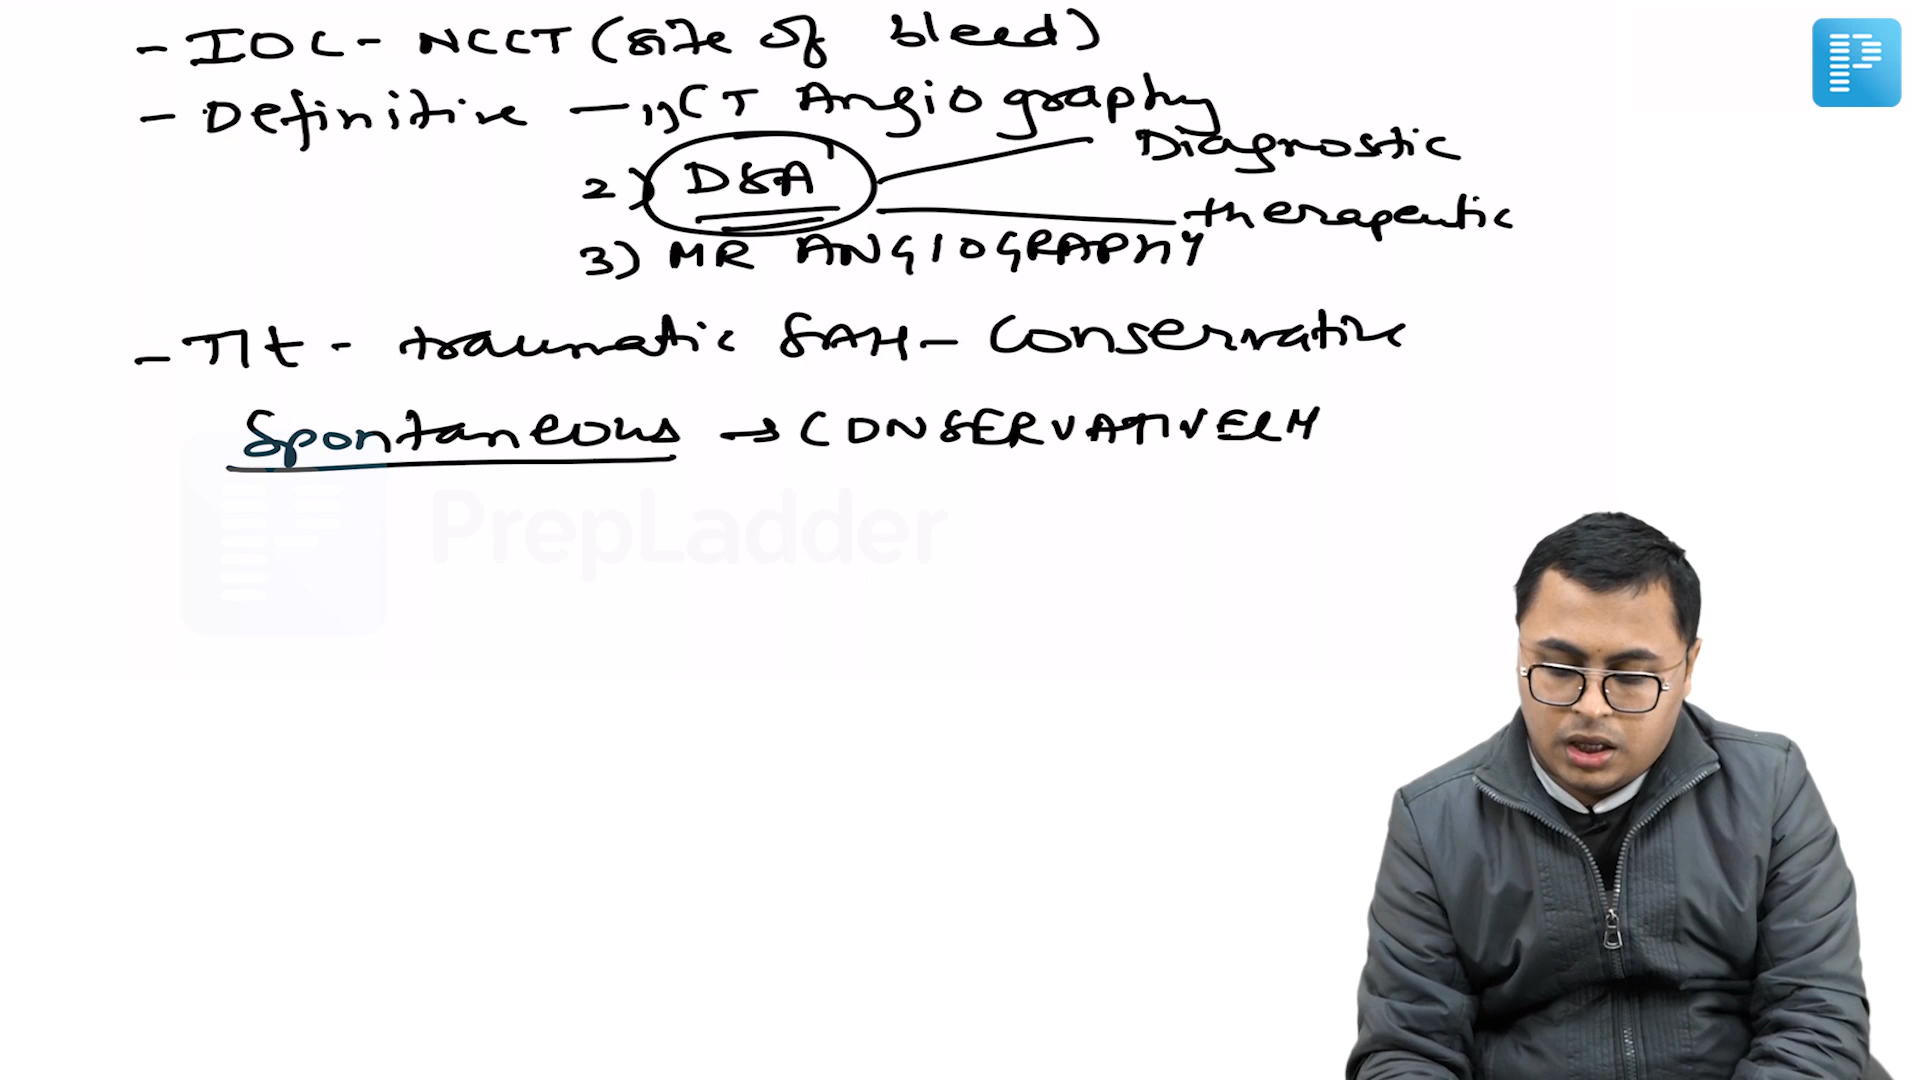 - IOC - NCCT (site of bleed)
- Definitive — 1) CT Angiography
2) DSA
Diagnostic
therapeutic
3) MR ANGIOGRAPHY
- T/t - traumatic SAH - Conservative
Spontaneous → CONSERVATIVELY
PrepLadder